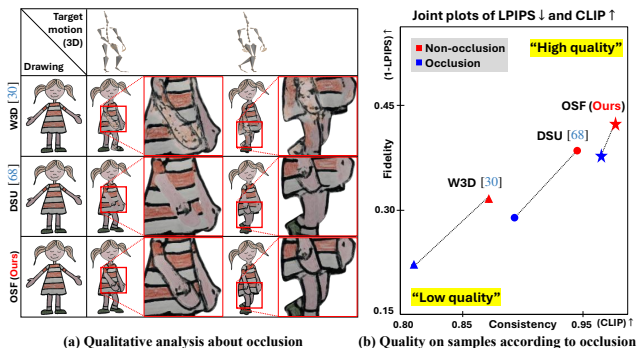 Target
motion
(3D)
Drawing
W3D [30]
DSU [68]
OSF (Ours)
(a) Qualitative analysis about occlusion
Joint plots of LPIPS ↓ and CLIP ↑
(1-LPIPS)↑
Fidelity
0.45
0.30
0.15
Non-occlusion
Occlusion
“High quality”
OSF (Ours)
DSU [68]
W3D [30]
“Low quality”
0.80
0.85
Consistency
0.95
(CLIP)↑
(b) Quality on samples according to occlusion